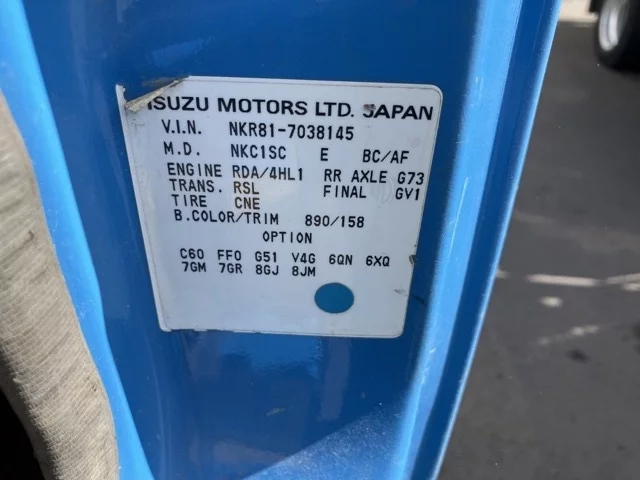 ISUZU MOTORS LTD. JAPAN
V.I.N. NKR81-7038145
M.D. NKC1SC E BC/AF
ENGINE RDA/4HL1 RR AXLE G73
TRANS. RSL FINAL GV1
TIRE CNE
B.COLOR/TRIM 890/158
OPTION
C60 FF0 G51 V4G 6QN 6XQ
7GM 7GR 8GJ 8JM